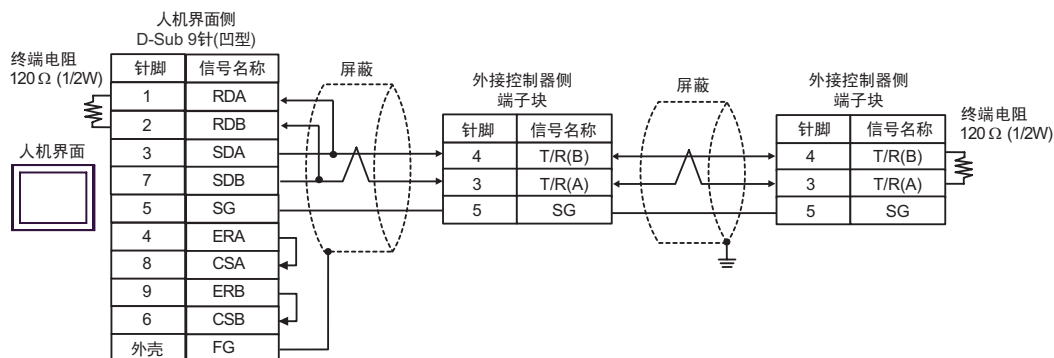 人机界面侧
D-Sub 9针(凹型)
终端电阻
120Ω (1/2W)
人机界面
针脚 信号名称
1 RDA
2 RDB
3 SDA
7 SDB
5 SG
4 ERA
8 CSA
9 ERB
6 CSB
外壳 FG
屏蔽
外接控制器侧
端子块
针脚 信号名称
4 T/R(B)
3 T/R(A)
5 SG
屏蔽
外接控制器侧
端子块
针脚 信号名称
4 T/R(B)
3 T/R(A)
5 SG
终端电阻
120Ω (1/2W)